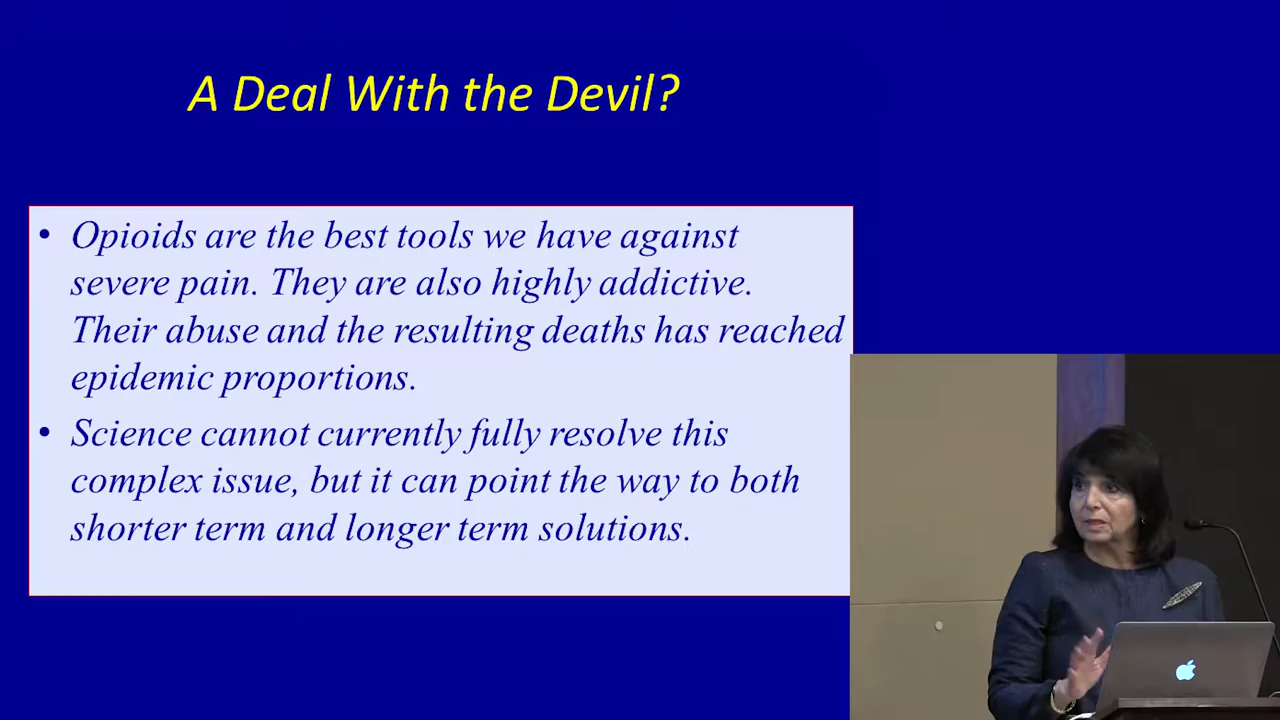 A Deal With the Devil?
• Opioids are the best tools we have against
severe pain. They are also highly addictive.
Their abuse and the resulting deaths has reached
epidemic proportions.
• Science cannot currently fully resolve this
complex issue, but it can point the way to both
shorter term and longer term solutions.